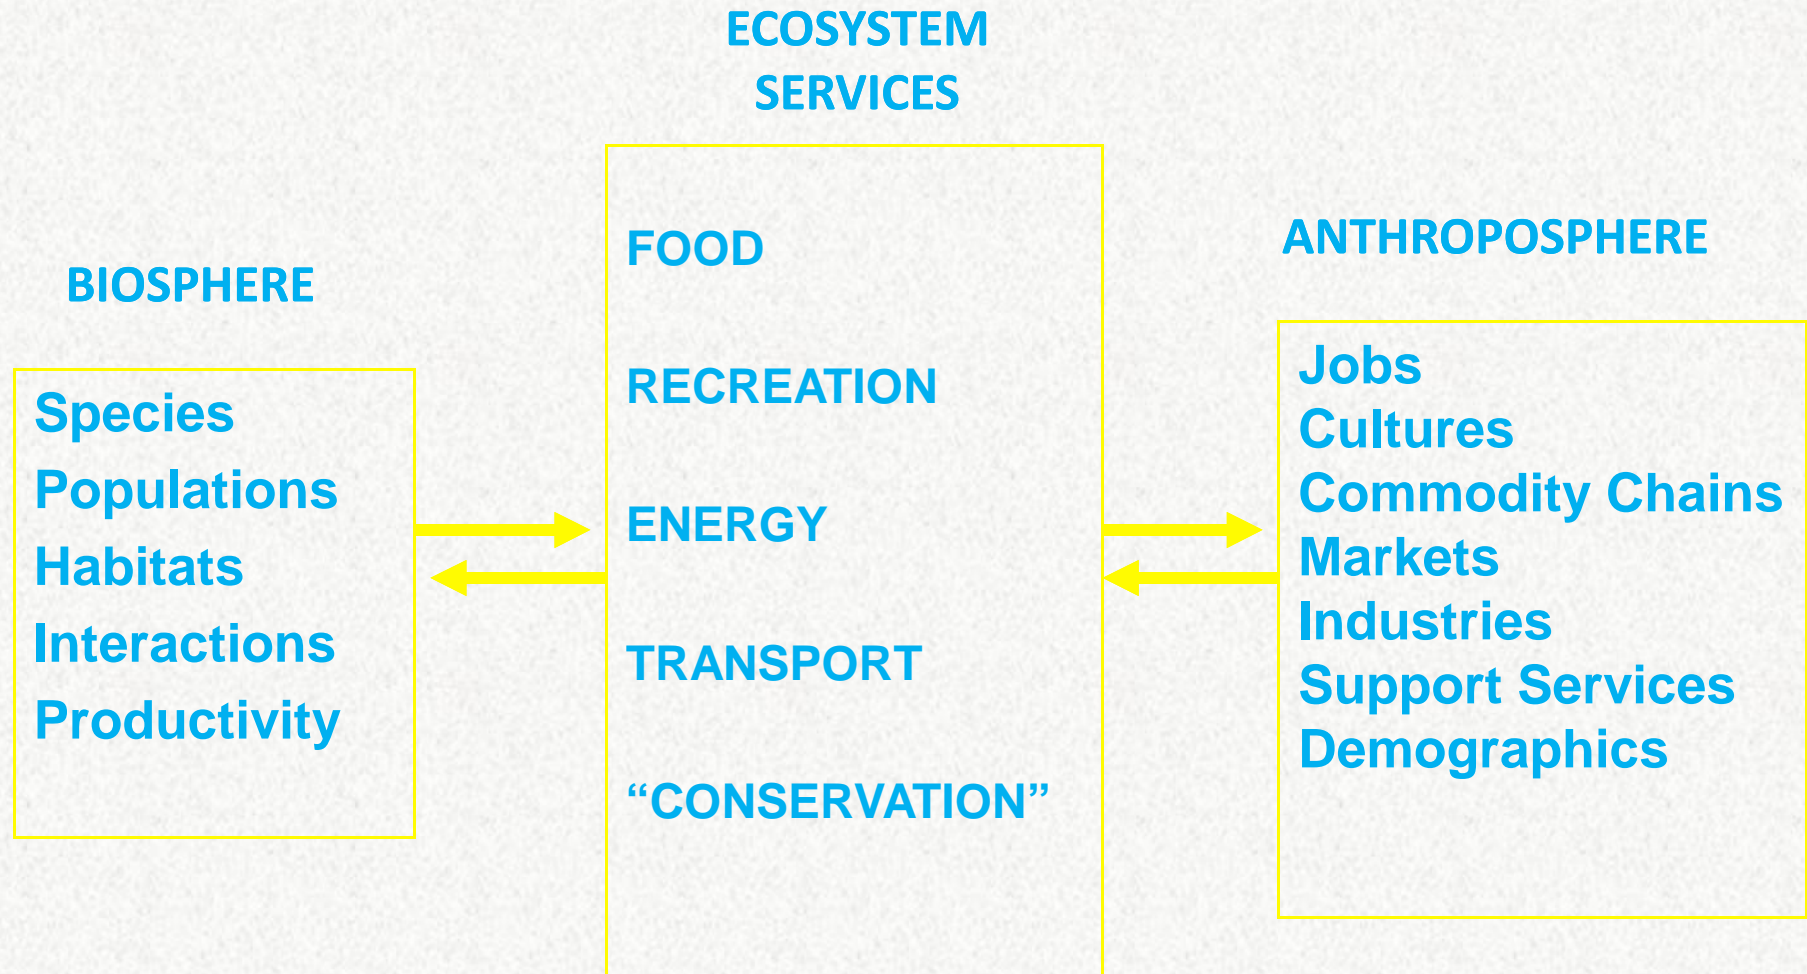 ECOSYSTEM
SERVICES
BIOSPHERE
Species
Populations
Habitats
Interactions
Productivity
FOOD
RECREATION
ENERGY
TRANSPORT
“CONSERVATION”
ANTHROPOSPHERE
Jobs
Cultures
Commodity Chains
Markets
Industries
Support Services
Demographics